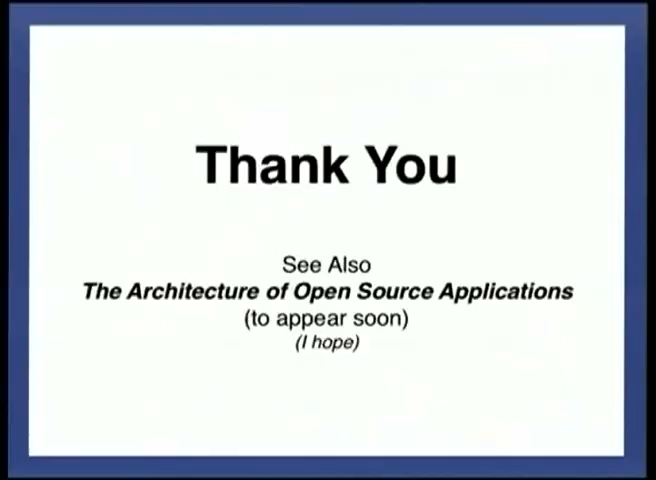 Thank You
See Also
The Architecture of Open Source Applications
(to appear soon)
(I hope)